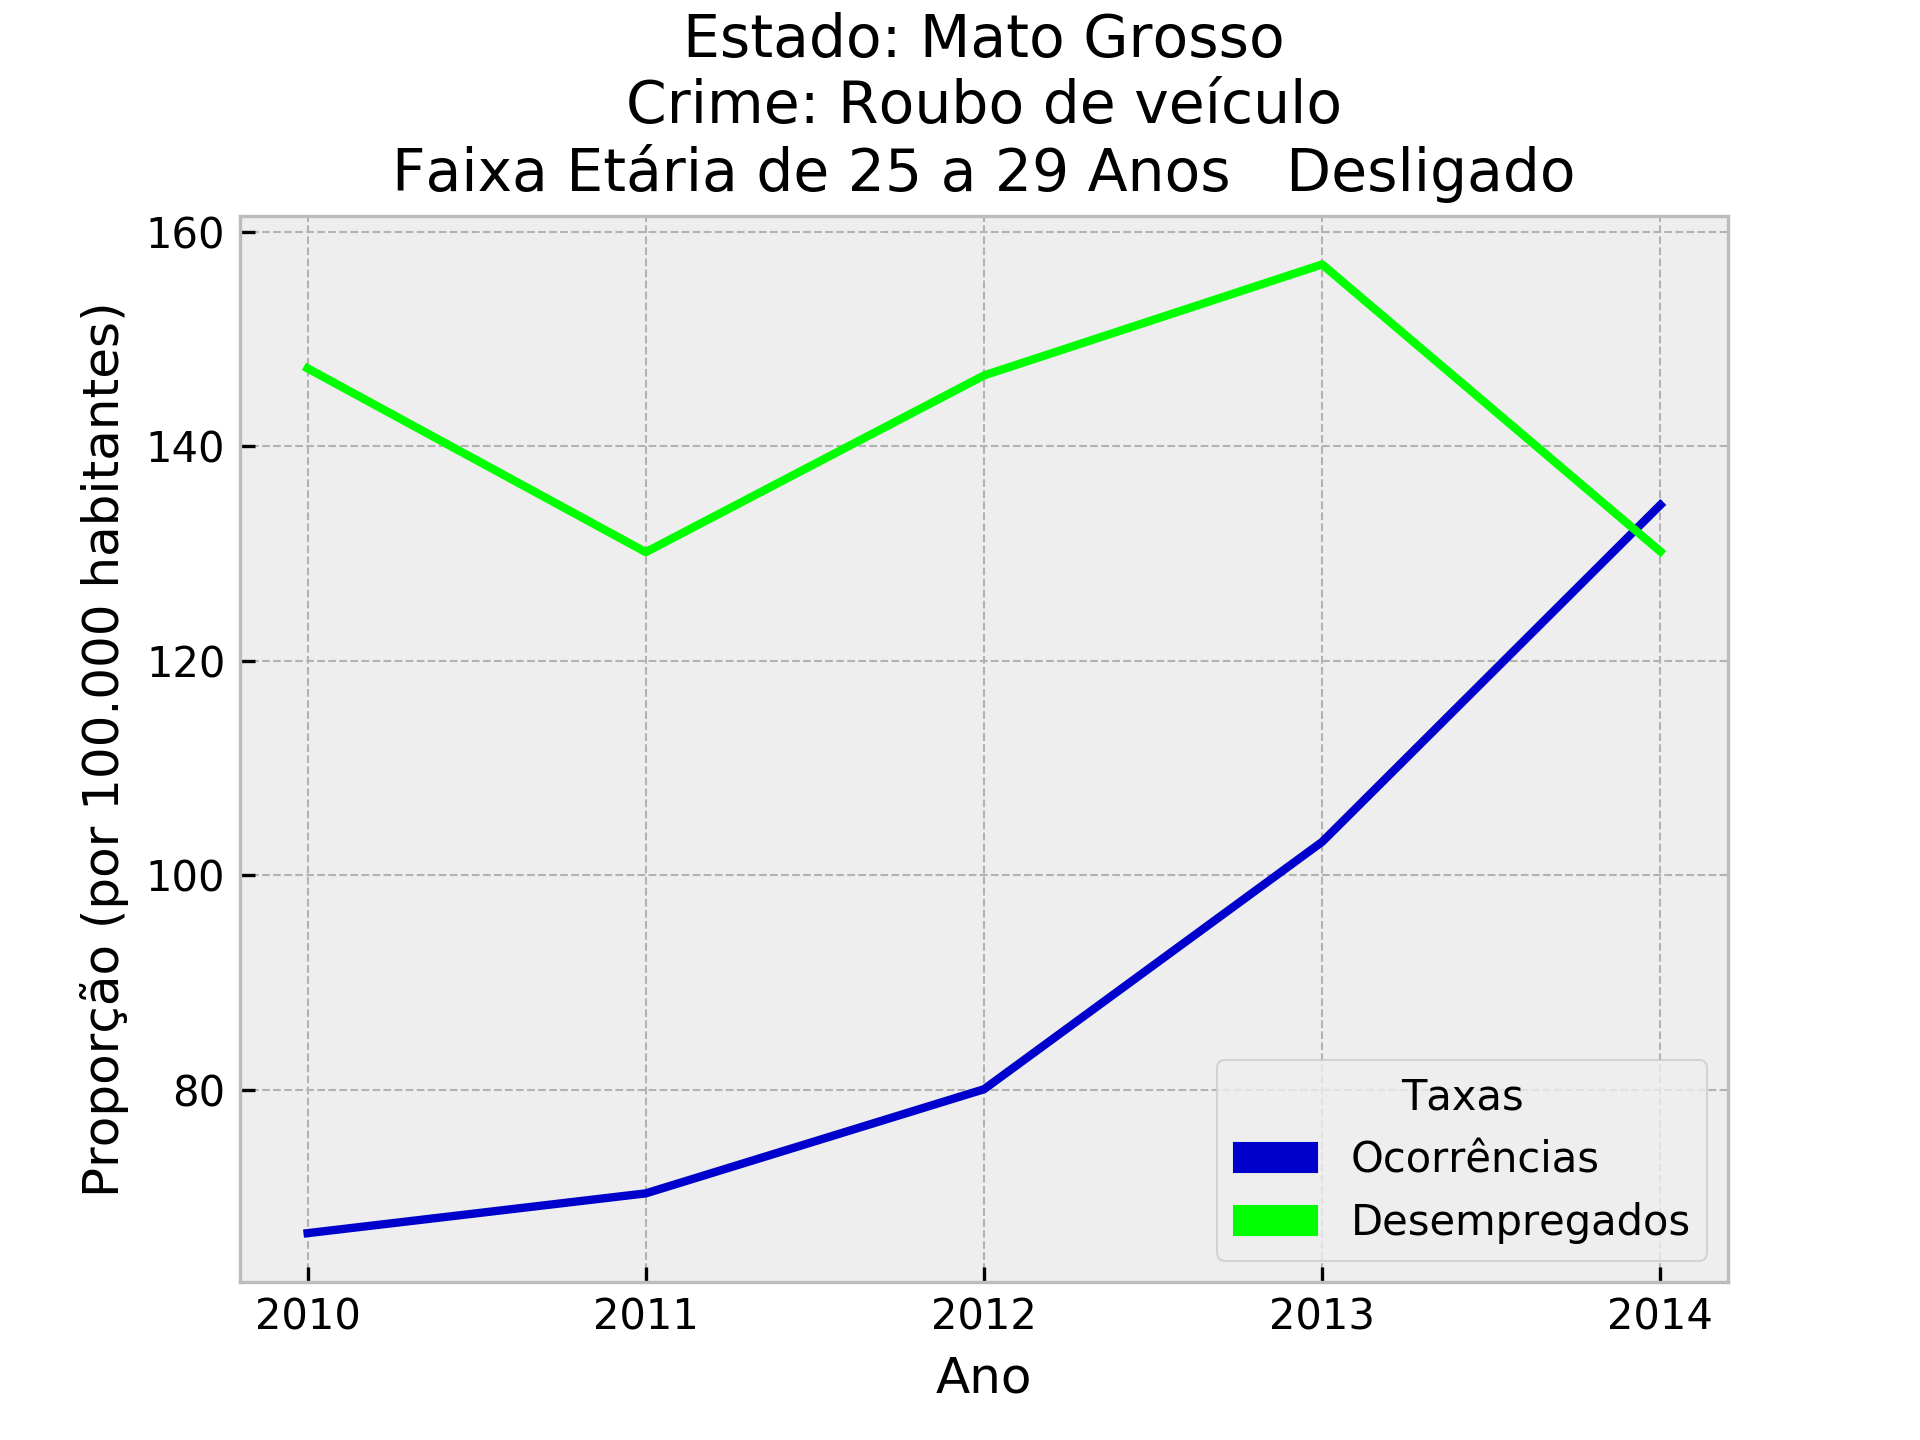 Estado: Mato Grosso
Crime: Roubo de veículo
Faixa Etária de 25 a 29 Anos   Desligado
Proporção (por 100.000 habitantes)
160
140
120
100
80
Taxas
Ocorrências
Desempregados
2010 2011 2012 2013 2014
Ano